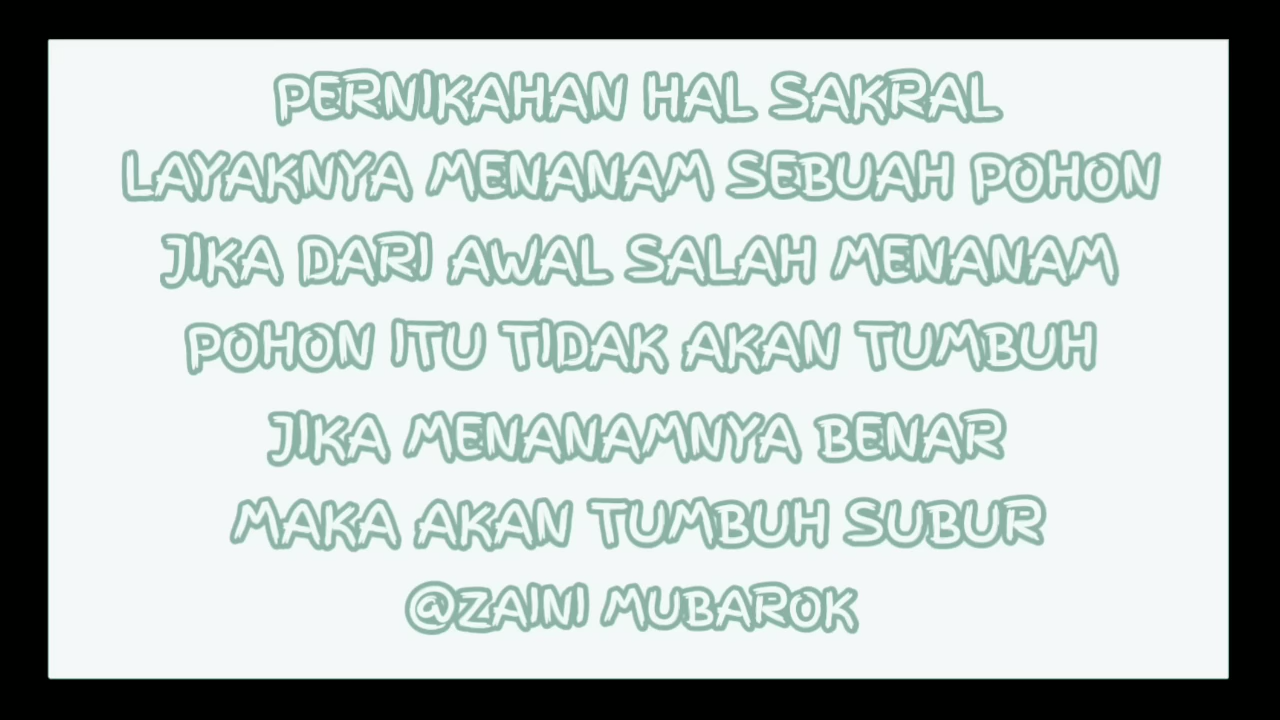 PERNIKAHAN HAL SAKRAL
LAYAKNYA MENANAM SEBUAH POHON
JIKA DARI AWAL SALAH MENANAM
POHON ITU TIDAK AKAN TUMBUH
JIKA MENANAMNYA BENAR
MAKA AKAN TUMBUH SUBUR
@ZAINI MUBAROK